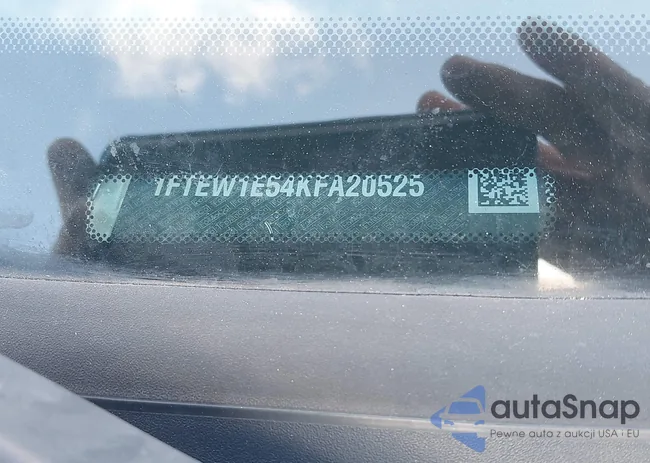 1FTEW1E54KFA20525
autaSnap
Pewne auta z aukcji USA i EU